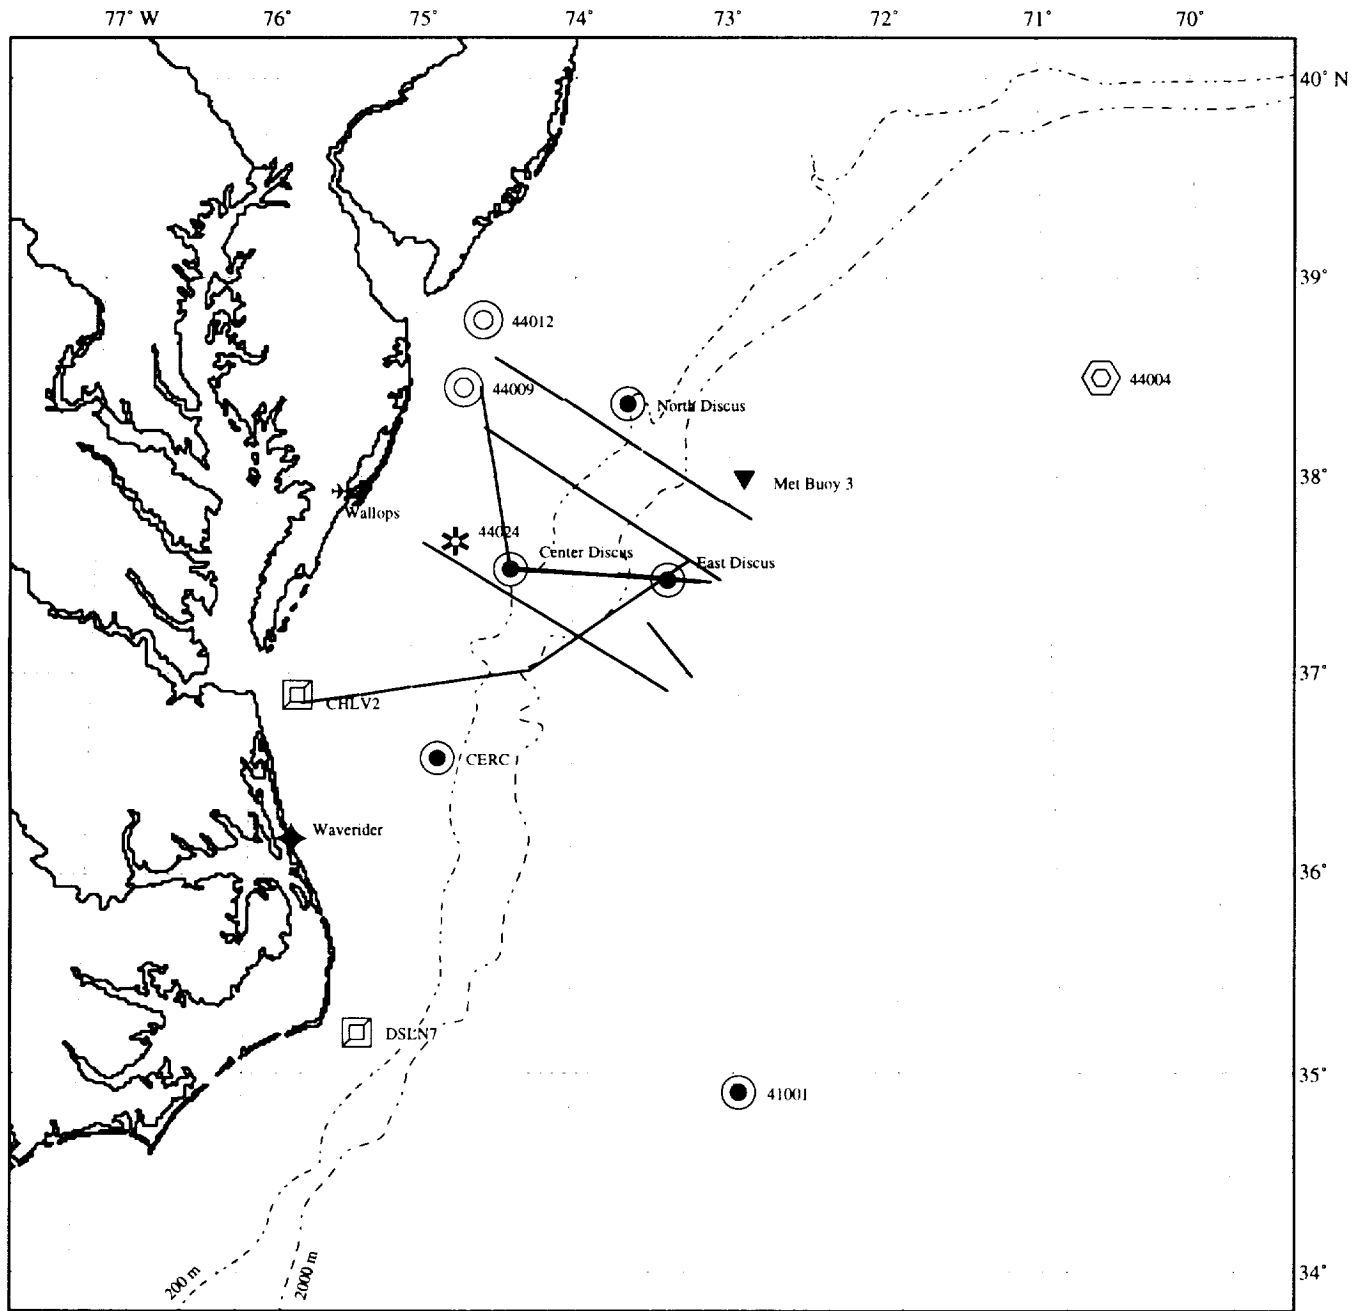 77° W 76° 75° 74° 73° 72° 71° 70°
40° N
39°
44012
44004
44009
North Discus
38°
Met Buoy 3
Wallops
44024
Center Discus
East Discus
37°
CHLV2
CERC
Waverider
36°
DSLN7
35°
41001
200 m
2000 m
34°